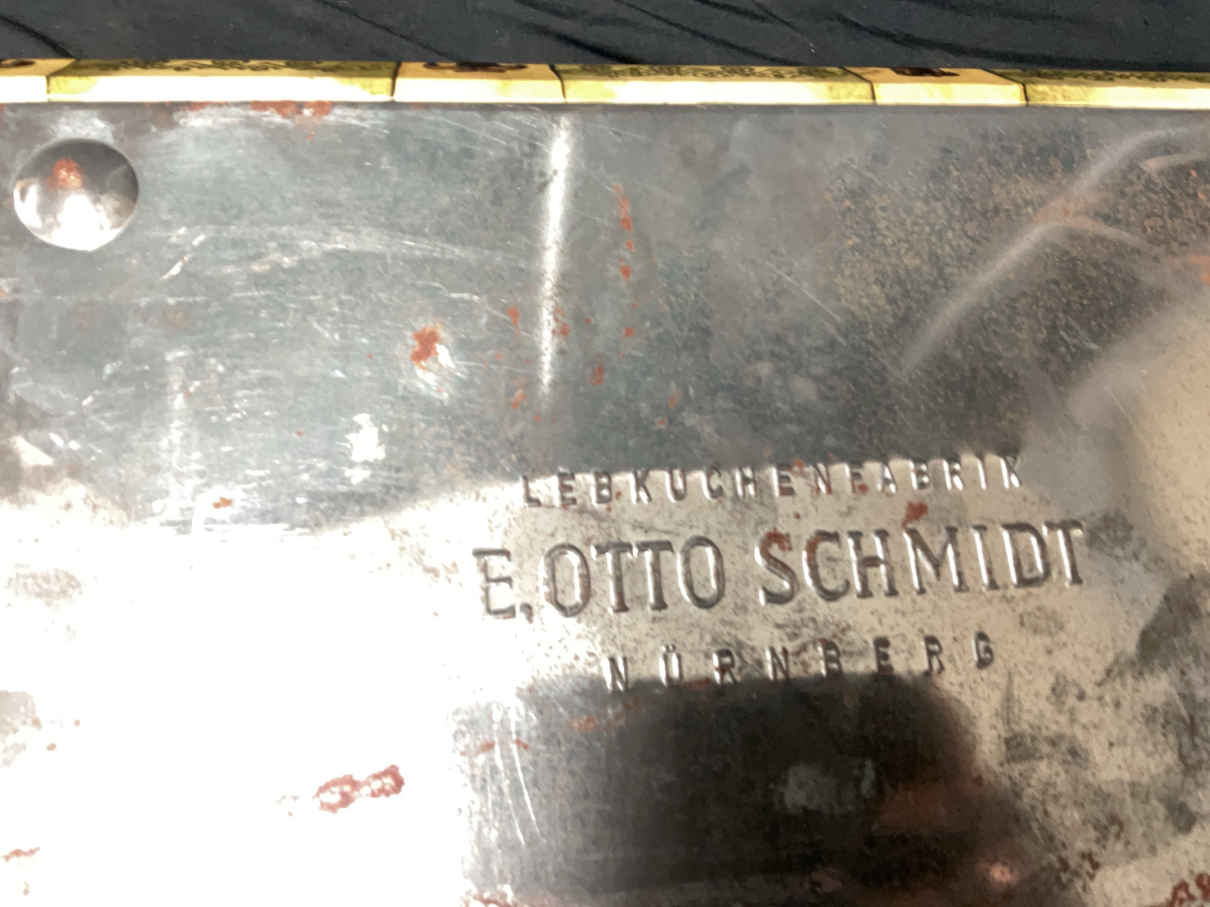 LEBKUCHENFABRIK
E. OTTO SCHMIDT
NÜRNBERG